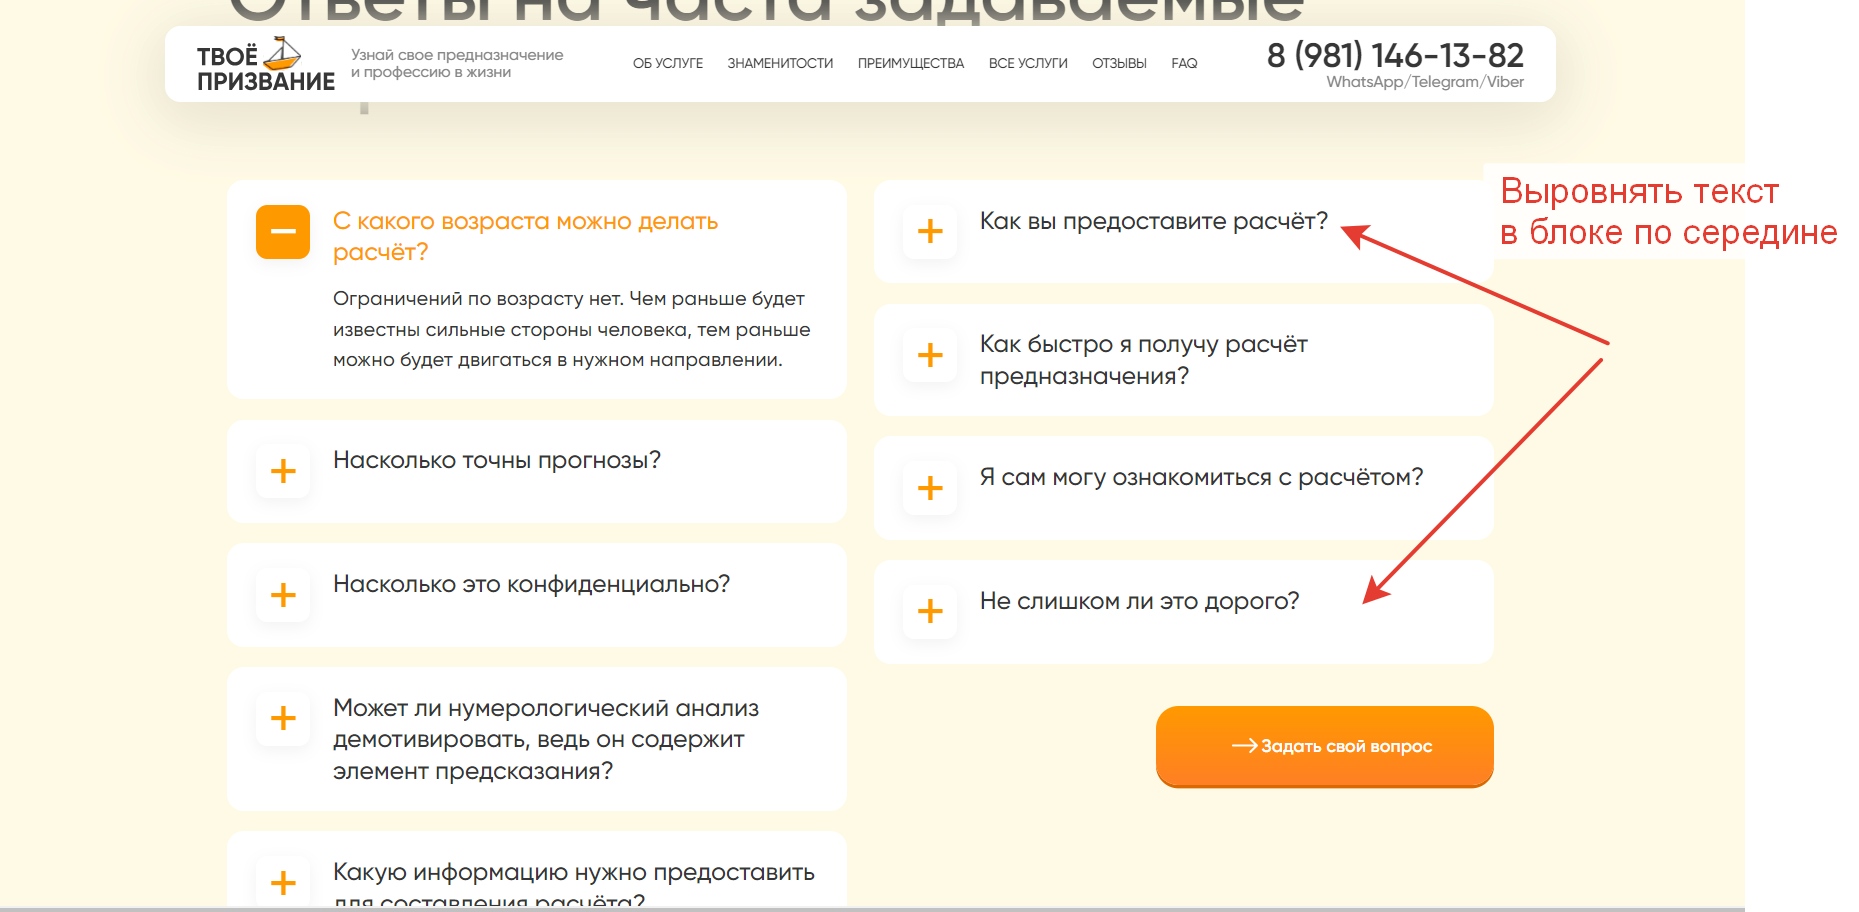 Ответы на часта задаваемые
ТВОЁ
ПРИЗВАНИЕ
Узнай свое предназначение
и профессию в жизни
ОБ УСЛУГЕ
ЗНАМЕНИТОСТИ
ПРЕИМУЩЕСТВА
ВСЕ УСЛУГИ
ОТЗЫВЫ
FAQ
8 (981) 146-13-82
WhatsApp/Telegram/Viber
С какого возраста можно делать
расчёт?
Ограничений по возрасту нет. Чем раньше будет
известны сильные стороны человека, тем раньше
можно будет двигаться в нужном направлении.
Насколько точны прогнозы?
Насколько это конфиденциально?
Может ли нумерологический анализ
демотивировать, ведь он содержит
элемент предсказания?
Какую информацию нужно предоставить
для составления расчёта?
Как вы предоставите расчёт?
Как быстро я получу расчёт
предназначения?
Я сам могу ознакомиться с расчётом?
Не слишком ли это дорого?
Задать свой вопрос
Выровнять текст
в блоке по середине